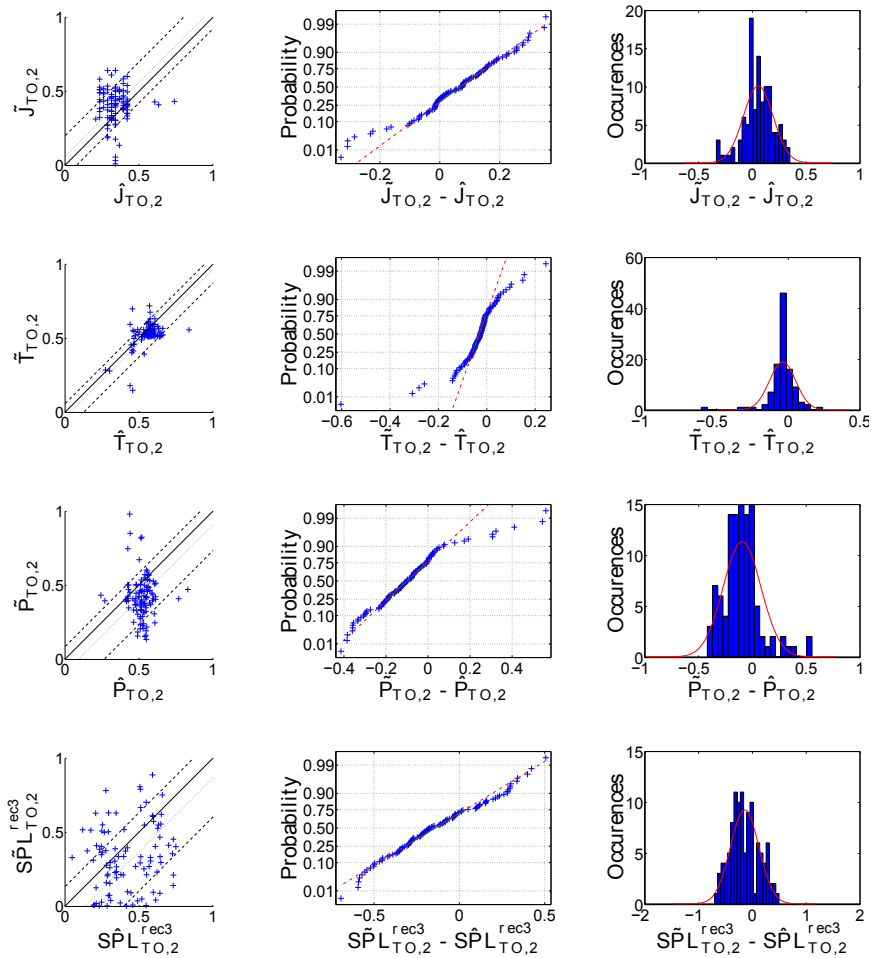 1
0.5
0
J̃TO,2
0 0.5 1
ĴTO,2
0.99
0.90
0.75
0.50
0.25
0.10
0.01
Probability
−0.2 0 0.2
J̃TO,2 - ĴTO,2
20
15
10
5
0
Occurences
−1 −0.5 0 0.5 1
J̃TO,2 - ĴTO,2
1
0.5
0
T̃TO,2
0 0.5 1
T̂TO,2
0.99
0.90
0.75
0.50
0.25
0.10
0.01
Probability
−0.6 −0.4 −0.2 0 0.2
T̃TO,2 - T̂TO,2
60
40
20
0
Occurences
−1 −0.5 0 0.5
T̃TO,2 - T̂TO,2
1
0.5
0
P̃TO,2
0 0.5 1
P̂TO,2
0.99
0.90
0.75
0.50
0.25
0.10
0.01
Probability
−0.4 −0.2 0 0.2 0.4
P̃TO,2 - P̂TO,2
15
10
5
0
Occurences
−1 −0.5 0 0.5 1
P̃TO,2 - P̂TO,2
1
0.5
0
SP̃L rec3 TO,2
0 0.5 1
SP̂L rec3 TO,2
0.99
0.90
0.75
0.50
0.25
0.10
0.01
Probability
−0.5 0 0.5
SP̃L rec3 TO,2 - SP̂L rec3 TO,2
15
10
5
0
Occurences
−2 −1 0 1 2
SP̃L rec3 TO,2 - SP̂L rec3 TO,2